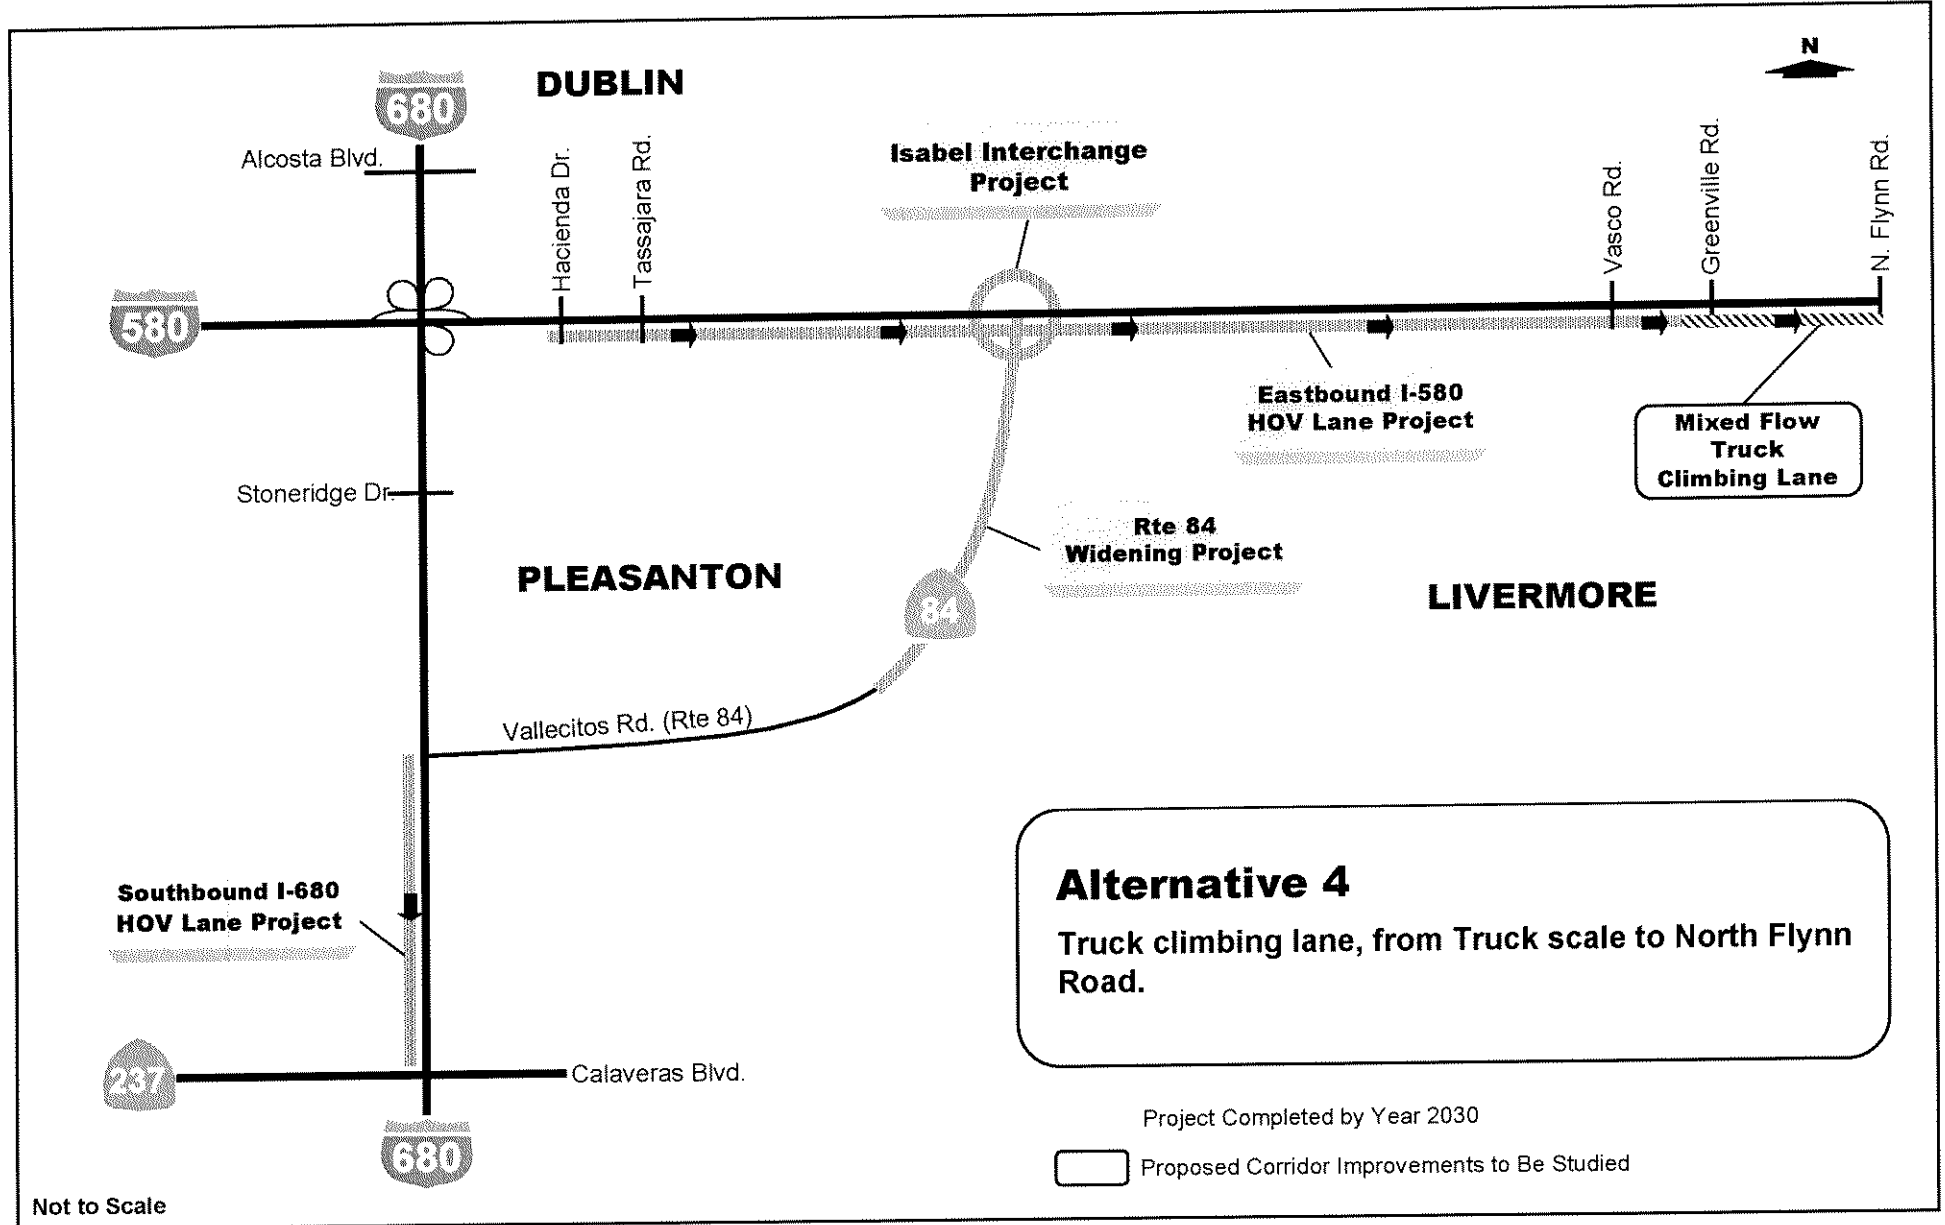 N
DUBLIN
680
Alcosta Blvd.
Hacienda Dr.
Tassajara Rd.
Isabel Interchange
Project
Vasco Rd.
Greenville Rd.
N. Flynn Rd.
580
Eastbound I-580
HOV Lane Project
Mixed Flow
Truck
Climbing Lane
Stoneridge Dr.
Rte 84
Widening Project
PLEASANTON
LIVERMORE
84
Vallecitos Rd. (Rte 84)
Southbound I-680
HOV Lane Project
Alternative 4
Truck climbing lane, from Truck scale to North Flynn
Road.
237
Calaveras Blvd.
680
Project Completed by Year 2030
Proposed Corridor Improvements to Be Studied
Not to Scale